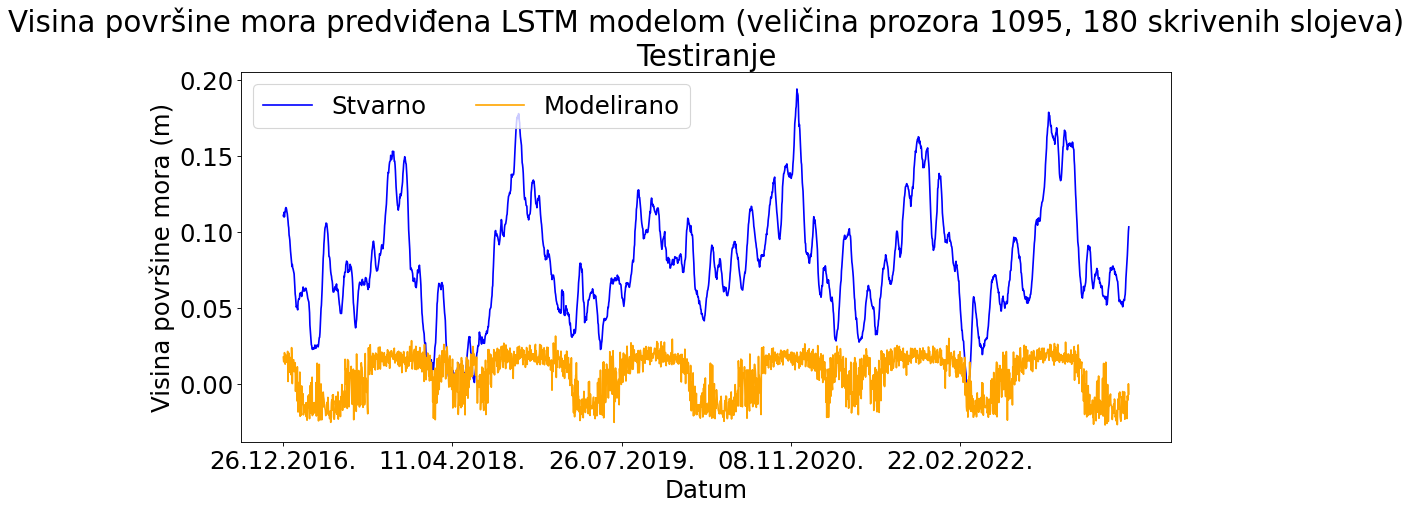 Visina površine mora predviđena LSTM modelom (veličina prozora 1095, 180 skrivenih slojeva)
Testiranje
Stvarno
Modelirano
Visina površine mora (m)
0.20
0.15
0.10
0.05
0.00
26.12.2016.
11.04.2018.
26.07.2019.
08.11.2020.
22.02.2022.
Datum